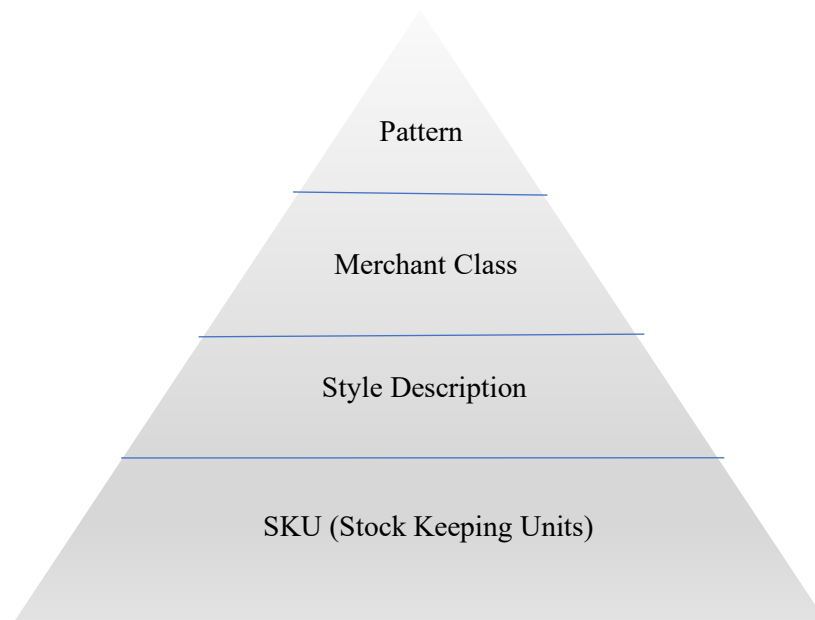 Pattern
Merchant Class
Style Description
SKU (Stock Keeping Units)